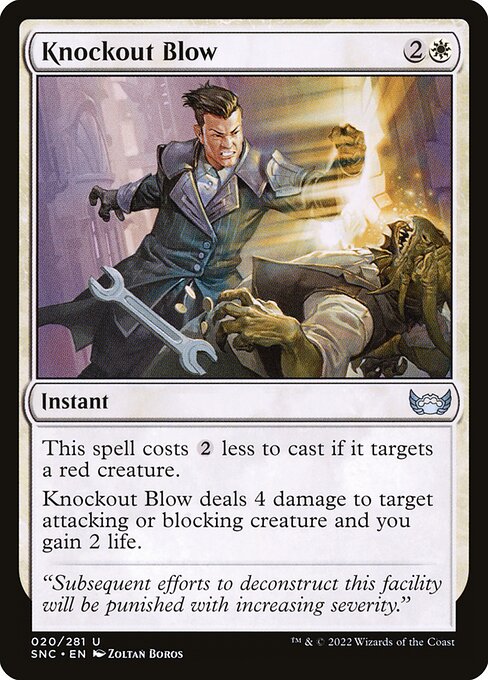 Knockout Blow 2
Instant
This spell costs 2 less to cast if it targets
a red creature.
Knockout Blow deals 4 damage to target
attacking or blocking creature and you
gain 2 life.
“Subsequent efforts to deconstruct this facility
will be punished with increasing severity.”
020/281 U
SNC • EN Zoltan Boros
™ & © 2022 Wizards of the Coast